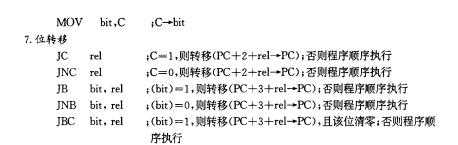 MOV bit,C ;C→bit
7.位转移
JC rel ;C=1,则转移(PC+2+rel→PC);否则程序顺序执行
JNC rel ;C=0,则转移(PC+2+rel→PC);否则程序顺序执行
JB bit, rel ;(bit)=1,则转移(PC+3+rel→PC);否则程序顺序执行
JNB bit, rel ;(bit)=0,则转移(PC+3+rel→PC);否则程序顺序执行
JBC bit, rel ;(bit)=1,则转移(PC+3+rel→PC),且该位清零;否则程序顺
序执行